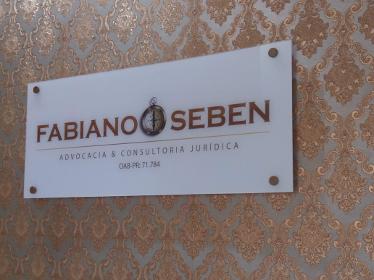 FABIANO SEBEN
ADVOCACIA & CONSULTORIA JURÍDICA
OAB-PR: 71.784